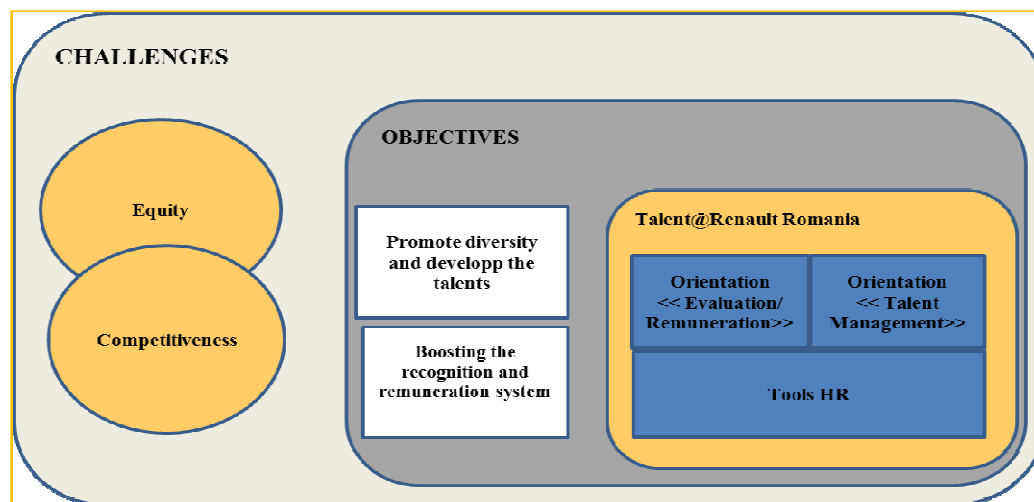 CHALLENGES
Equity
Competitiveness
OBJECTIVES
Promote diversity
and developp the
talents
Boosting the
recognition and
remuneration system
Talent@Renault Romania
Orientation
<< Evaluation/
Remuneration>>
Orientation
<< Talent
Management>>
Tools HR